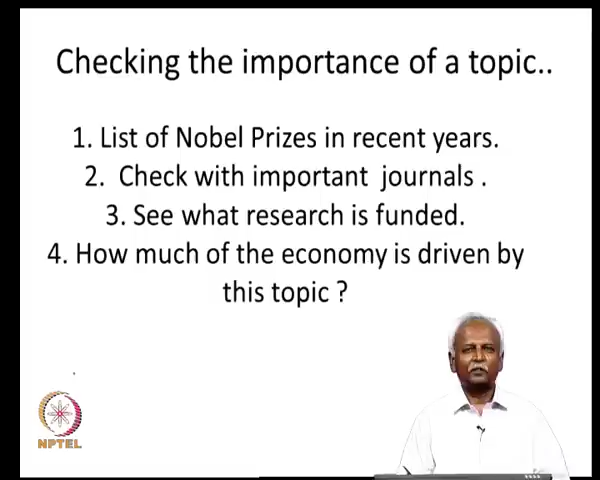 Checking the importance of a topic..
1. List of Nobel Prizes in recent years.
2. Check with important journals .
3. See what research is funded.
4. How much of the economy is driven by
this topic ?
NPTEL